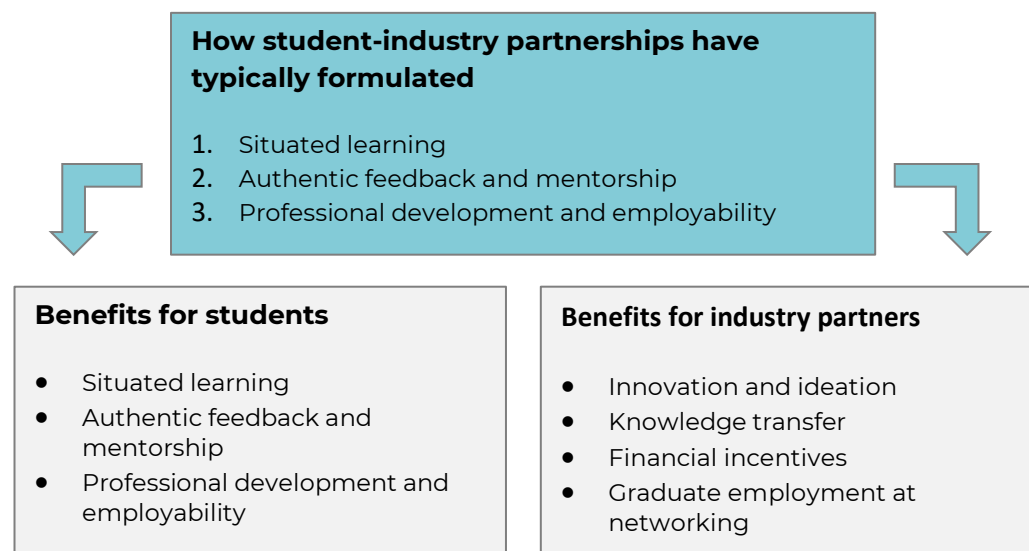 How student-industry partnerships have
typically formulated
1. Situated learning
2. Authentic feedback and mentorship
3. Professional development and employability
Benefits for students
● Situated learning
● Authentic feedback and
mentorship
● Professional development and
employability
Benefits for industry partners
● Innovation and ideation
● Knowledge transfer
● Financial incentives
● Graduate employment at
networking